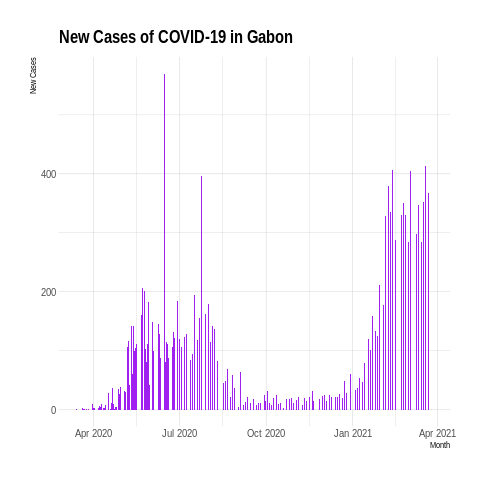 New Cases of COVID-19 in Gabon
New Cases
400
200
0
Apr 2020
Jul 2020
Oct 2020
Jan 2021
Apr 2021
Month